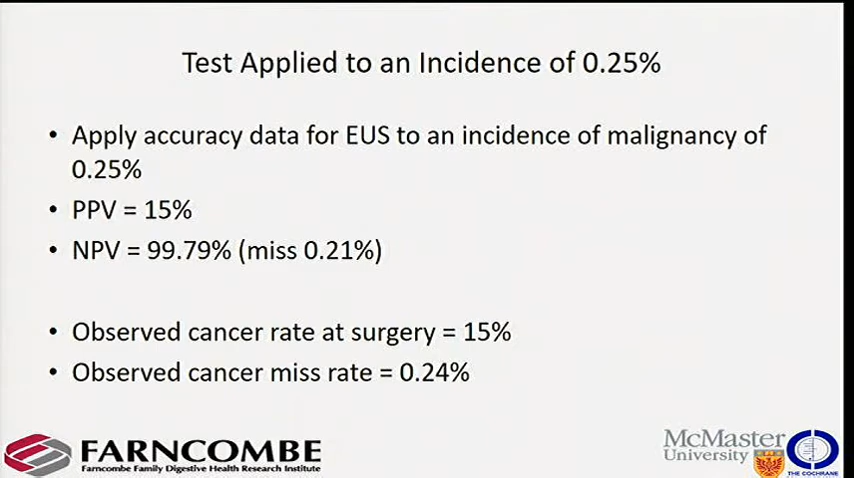 Test Applied to an Incidence of 0.25%
• Apply accuracy data for EUS to an incidence of malignancy of
0.25%
• PPV = 15%
• NPV = 99.79% (miss 0.21%)
• Observed cancer rate at surgery = 15%
• Observed cancer miss rate = 0.24%
FARNCOMBE
Farncombe Family Digestive Health Research Institute
McMaster
University
THE COCHRANE